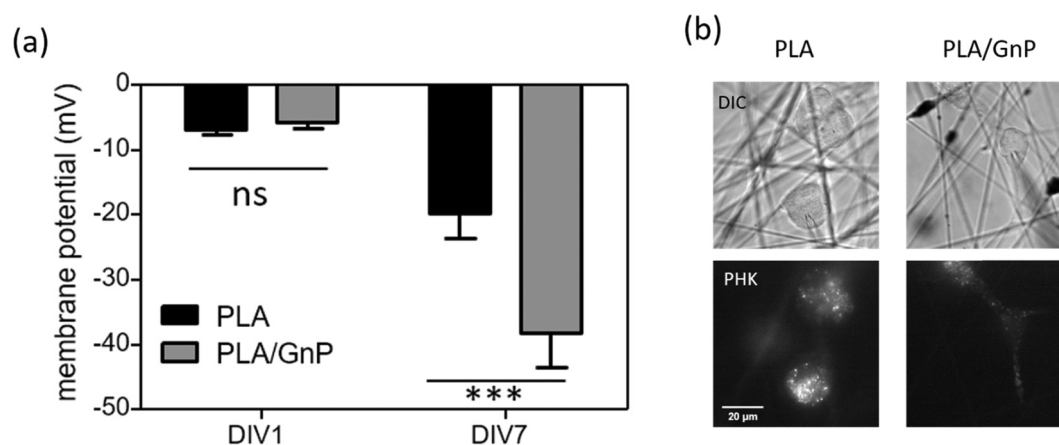 (a)
membrane potential (mV)
0
-10
-20
-30
-40
-50
ns
***
PLA
PLA/GnP
DIV1
DIV7
(b)
PLA
PLA/GnP
DIC
PHK
20 µm